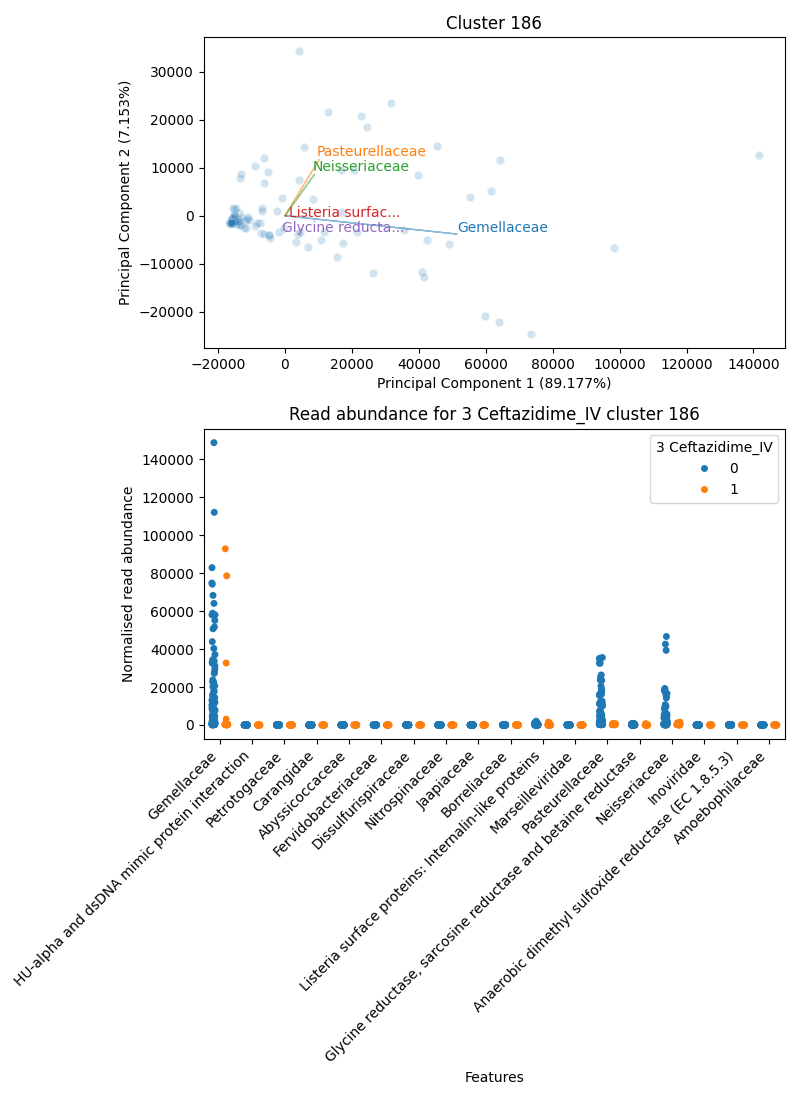 Cluster 186
Principal Component 2 (7.153%)
30000
20000
10000
0
−10000
−20000
Pasteurellaceae
Neisseriaceae
Listeria surfac...
Glycine reducta...
Gemellaceae
−20000 0 20000 40000 60000 80000 100000 120000 140000
Principal Component 1 (89.177%)
Read abundance for 3 Ceftazidime_IV cluster 186
Normalised read abundance
140000
120000
100000
80000
60000
40000
20000
0
3 Ceftazidime_IV
0
1
Gemellaceae
HU-alpha and dsDNA mimic protein interaction
Petrotogaceae
Carangidae
Abyssicoccaceae
Fervidobacteriaceae
Dissulfurispiraceae
Nitrospinaceae
Jaapiaceae
Borreliaceae
Listeria surface proteins: Internalin-like proteins
Marseilleviridae
Pasteurellaceae
Glycine reductase, sarcosine reductase and betaine reductase
Neisseriaceae
Inoviridae
Anaerobic dimethyl sulfoxide reductase (EC 1.8.5.3)
Amoebophilaceae
Features